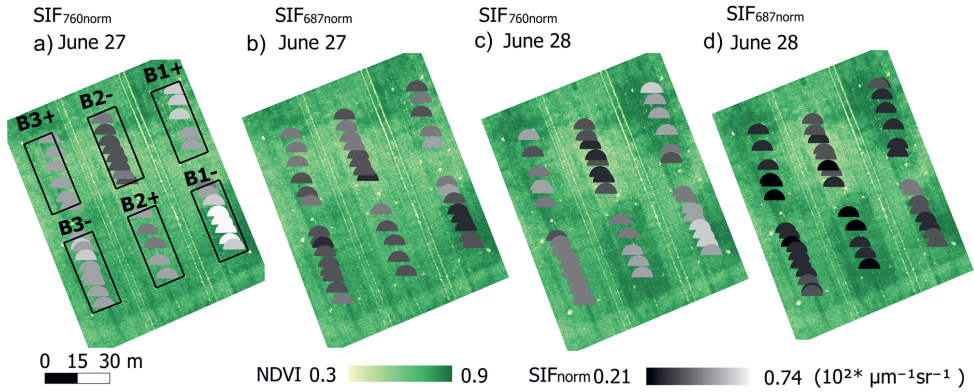 SIF760norm SIF687norm SIF760norm SIF687norm
a) June 27 b) June 27 c) June 28 d) June 28
B1+
B2-
B3+
B1-
B2+
B3-
0 15 30 m
NDVI 0.3 0.9 SIFnorm 0.21 0.74 (10²* μm⁻¹sr⁻¹ )